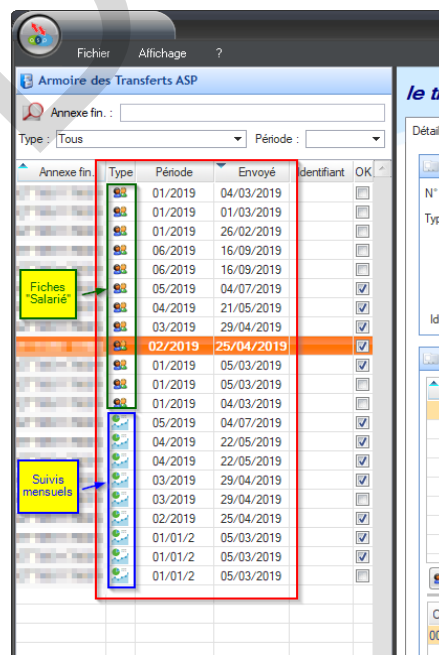 Fichier Affichage ?
Armoire des Transferts ASP
Annexe fin. :
Type : Tous Période :
Annexe fin. Type Période Envoyé Identifiant OK
01/2019 04/03/2019
01/2019 01/03/2019
01/2019 26/02/2019
06/2019 16/09/2019
06/2019 16/09/2019
05/2019 04/07/2019
04/2019 21/05/2019
03/2019 29/04/2019
02/2019 25/04/2019
01/2019 05/03/2019
01/2019 05/03/2019
01/2019 04/03/2019
05/2019 04/07/2019
04/2019 22/05/2019
04/2019 22/05/2019
03/2019 29/04/2019
03/2019 29/04/2019
02/2019 25/04/2019
01/01/2 05/03/2019
01/01/2 05/03/2019
01/01/2 05/03/2019
Fiches
"Salarié"
Suivis
mensuels
le t
Détai
N°
Typ
Id